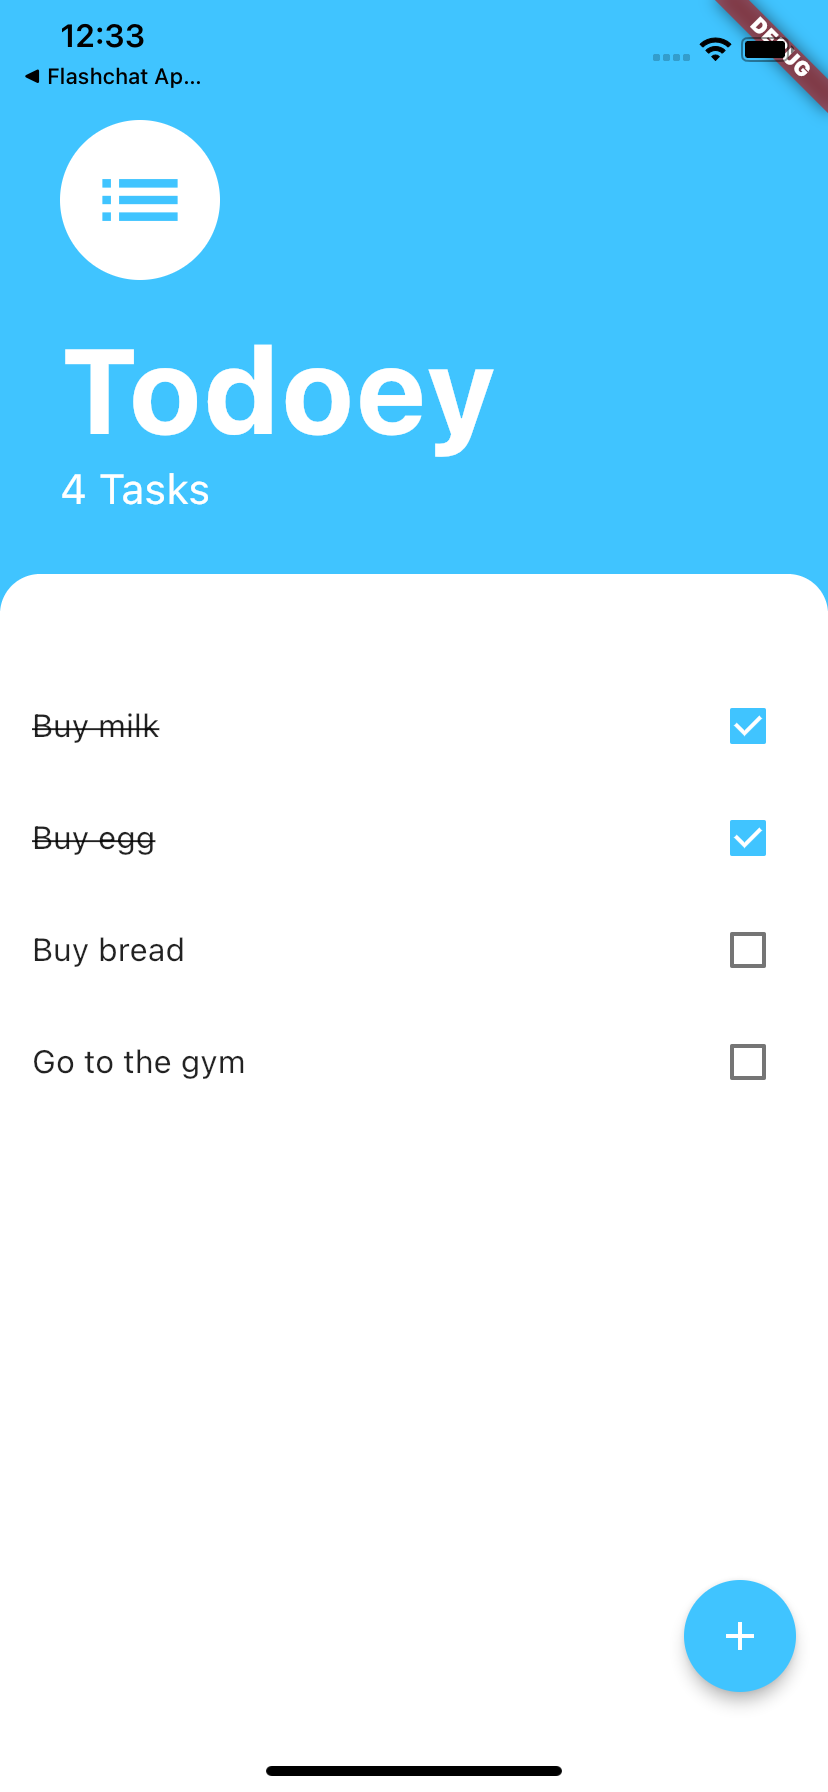 12:33
◀ Flashchat Ap...
DEBUG
Todoey
4 Tasks
Buy milk
Buy egg
Buy bread
Go to the gym